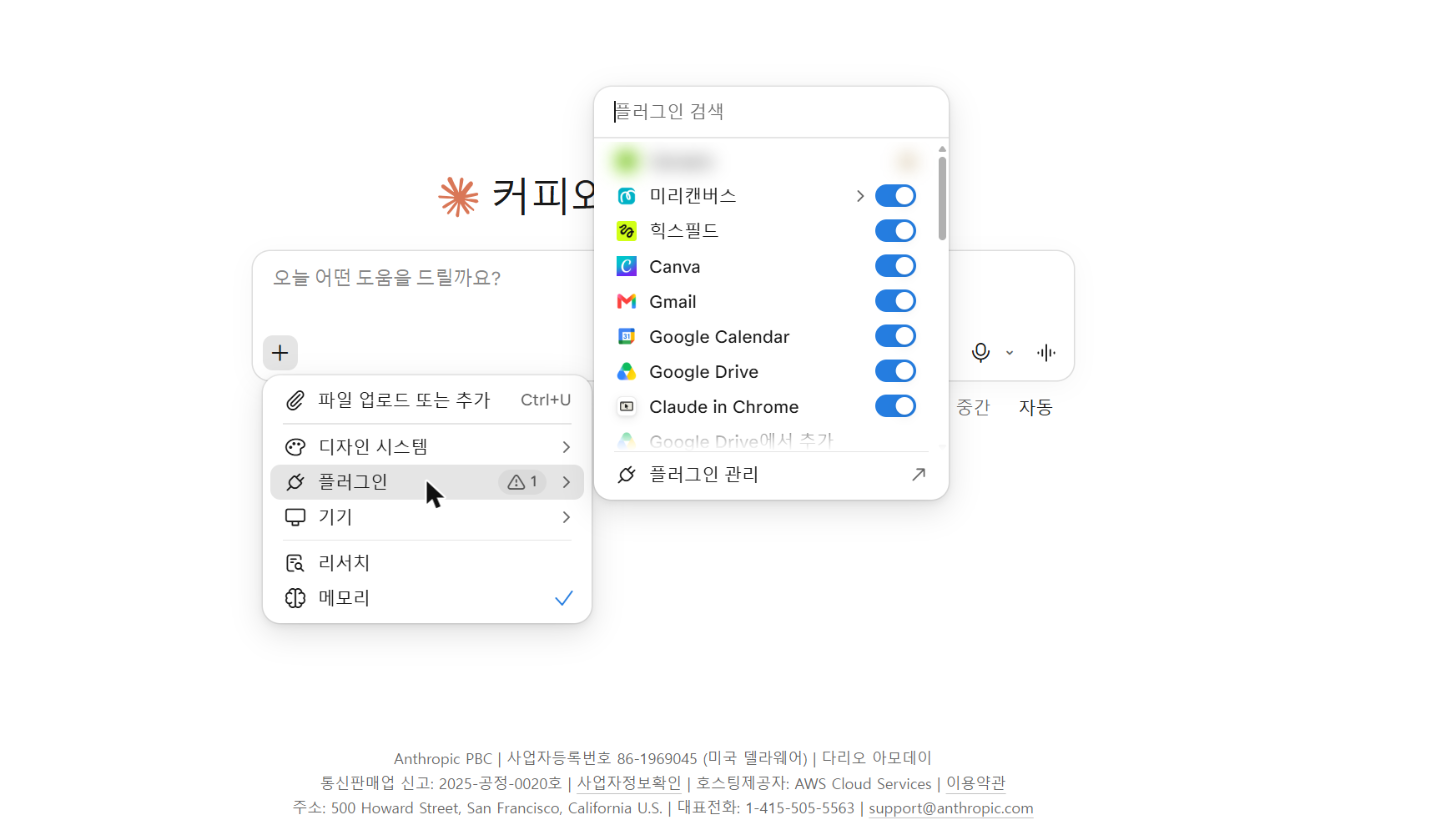 플러그인 검색
미리캔버스
커피오
힉스필드
오늘 어떤 도움을 드릴까요?
Canva
Gmail
Google Calendar
Google Drive
Claude in Chrome
중간 자동
Google Drive에서 추가
플러그인 관리
파일 업로드 또는 추가 Ctrl+U
디자인 시스템
플러그인 1
기기
리서치
메모리
Anthropic PBC | 사업자등록번호 86-1969045 (미국 델라웨어) | 다리오 아모데이
통신판매업 신고: 2025-공정-0020호 | 사업자정보확인 | 호스팅제공자: AWS Cloud Services | 이용약관
주소: 500 Howard Street, San Francisco, California U.S. | 대표전화: 1-415-505-5563 | support@anthropic.com